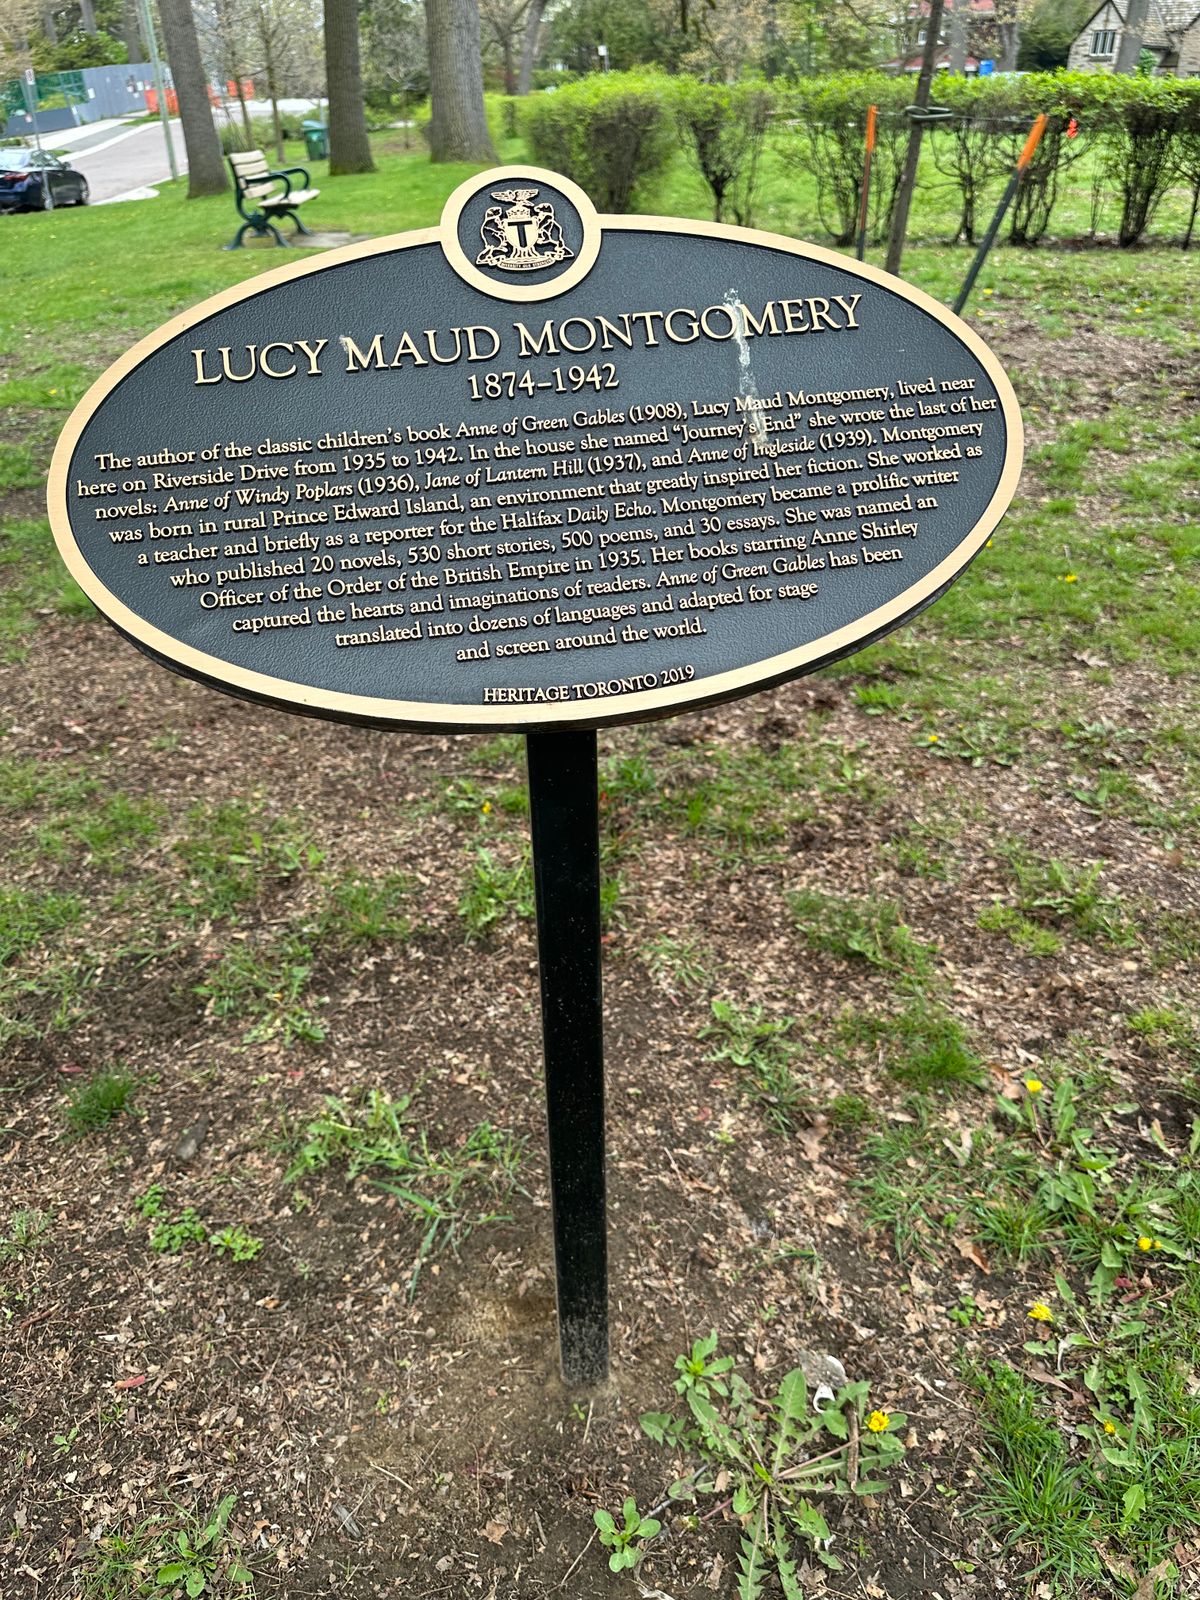 T
DIVERSITY OUR STRENGTH
LUCY MAUD MONTGOMERY
1874–1942
The author of the classic children's book Anne of Green Gables (1908), Lucy Maud Montgomery, lived near
here on Riverside Drive from 1935 to 1942. In the house she named "Journey's End" she wrote the last of her
novels: Anne of Windy Poplars (1936), Jane of Lantern Hill (1937), and Anne of Ingleside (1939). Montgomery
was born in rural Prince Edward Island, an environment that greatly inspired her fiction. She worked as
a teacher and briefly as a reporter for the Halifax Daily Echo. Montgomery became a prolific writer
who published 20 novels, 530 short stories, 500 poems, and 30 essays. She was named an
Officer of the Order of the British Empire in 1935. Her books starring Anne Shirley
captured the hearts and imaginations of readers. Anne of Green Gables has been
translated into dozens of languages and adapted for stage
and screen around the world.
HERITAGE TORONTO 2019